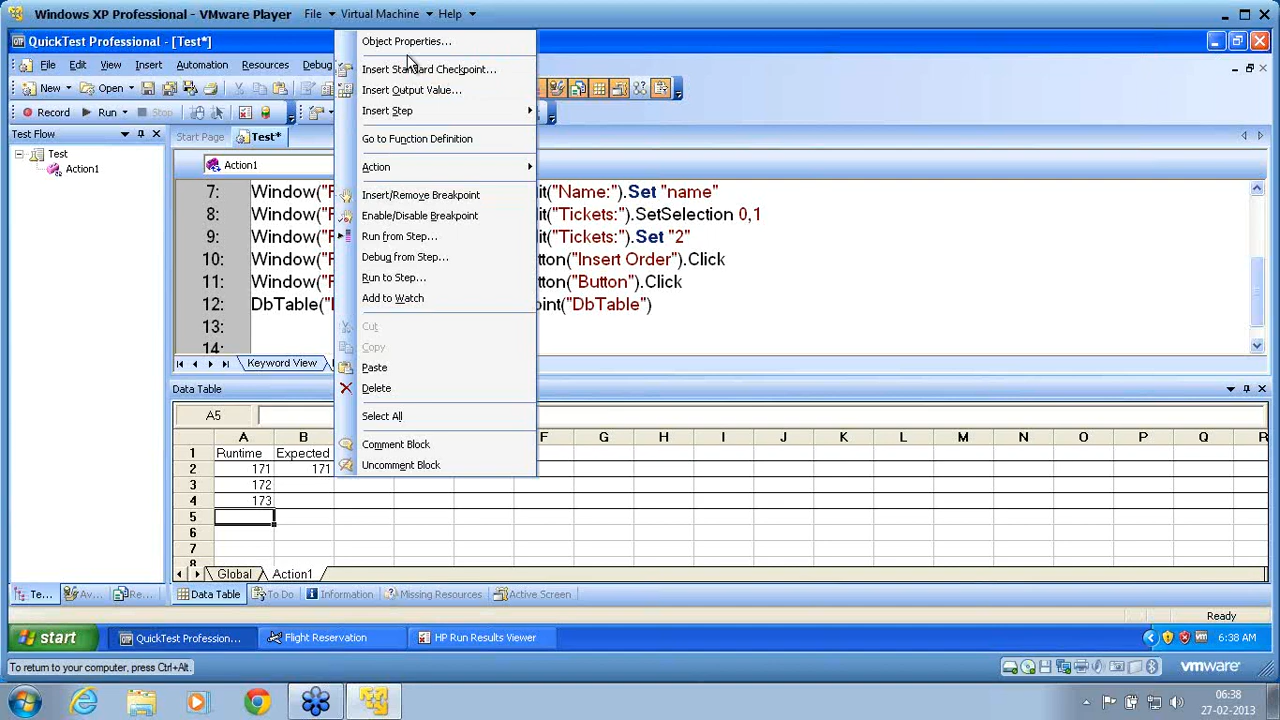 Windows XP Professional - VMware Player File Virtual Machine Help
QuickTest Professional - [Test*]
File Edit View Insert Automation Resources Debug
New Open
Record Run Stop
Test Flow
Test
Action1
Start Page Test*
Action1
7: Window("F it("Name:").Set "name"
8: Window("F it("Tickets:").SetSelection 0,1
9: Window("F it("Tickets:").Set "2"
10: Window("F ton("Insert Order").Click
11: Window("F ton("Button").Click
12: DbTable(" oint("DbTable")
13:
14:
Keyword View
Object Properties...
Insert Standard Checkpoint...
Insert Output Value...
Insert Step
Go to Function Definition
Action
Insert/Remove Breakpoint
Enable/Disable Breakpoint
Run from Step...
Debug from Step...
Run to Step...
Add to Watch
Cut
Copy
Paste
Delete
Select All
Comment Block
Uncomment Block
Data Table
A5
A B F G H I J K L M N O P Q R
1 Runtime Expected
2 171 171
3 172
4 173
5
6
7
8
Global Action1
Te... Av... Re... Data Table To Do Information Missing Resources Active Screen
Ready
start QuickTest Profession... Flight Reservation HP Run Results Viewer 6:38 AM
To return to your computer, press Ctrl+Alt. vmware
06:38
27-02-2013